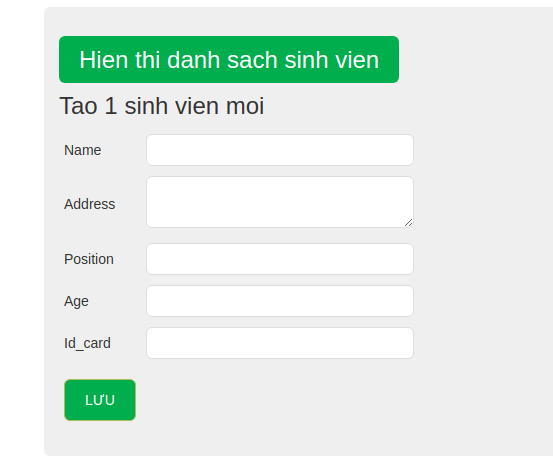 Hien thi danh sach sinh vien
Tao 1 sinh vien moi
Name
Address
Position
Age
Id_card
LƯU